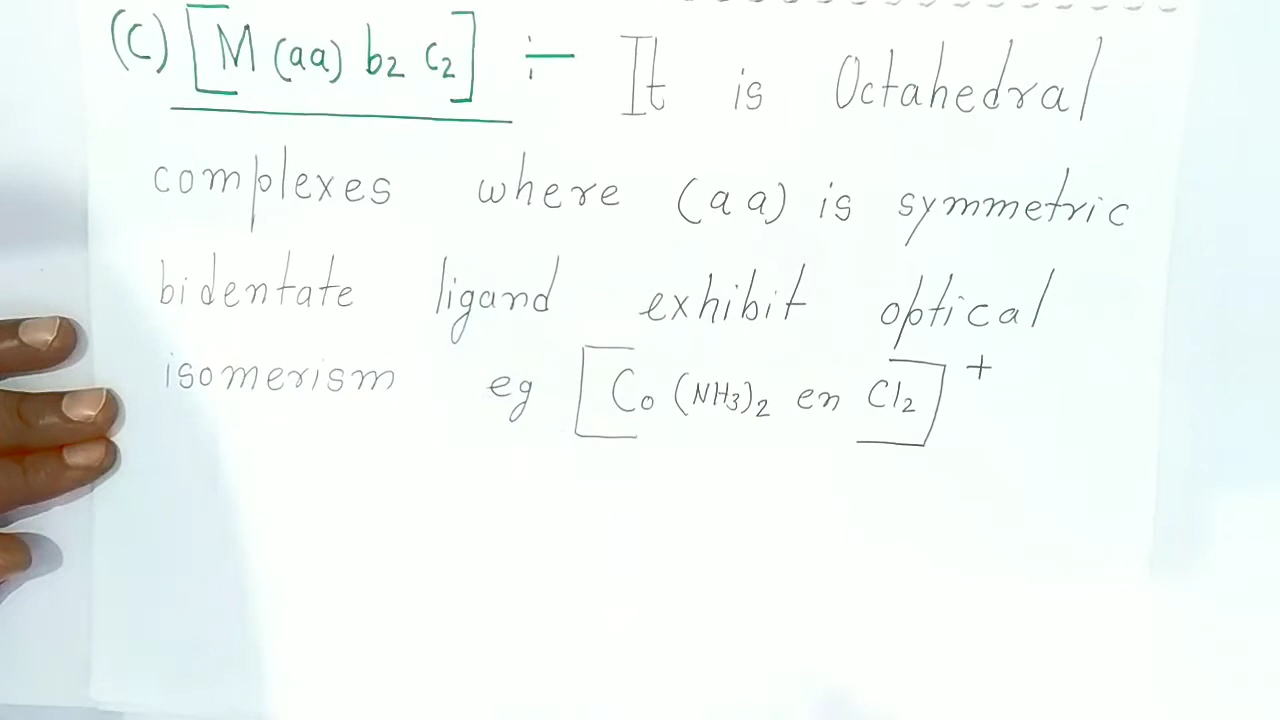 (C) [M (aa) b2 c2] :- It is Octahedral
complexes where (aa) is symmetric
bidentate ligand exhibit optical
isomerism eg [Co (NH3)2 en Cl2]+